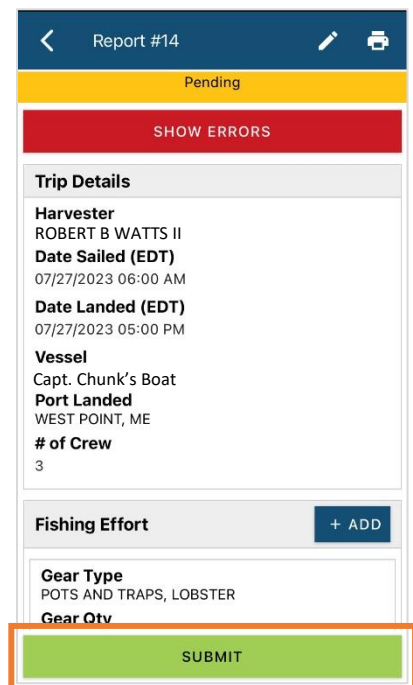 Report #14
Pending
SHOW ERRORS
Trip Details
Harvester
ROBERT B WATTS II
Date Sailed (EDT)
07/27/2023 06:00 AM
Date Landed (EDT)
07/27/2023 05:00 PM
Vessel
Capt. Chunk's Boat
Port Landed
WEST POINT, ME
# of Crew
3
Fishing Effort
+ ADD
Gear Type
POTS AND TRAPS, LOBSTER
Gear Qty
SUBMIT